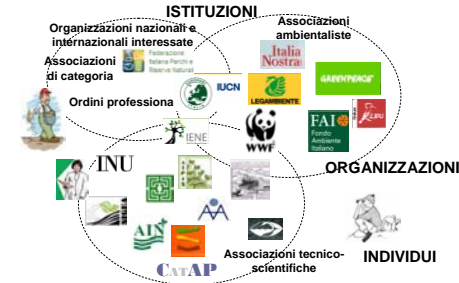 ISTITUZIONI
Organizzazioni nazionali e
internazionali interessate
Associazioni
ambientaliste
Associazioni
di categoria
Federazione
Italiana Parchi e
Riserve Naturali
Italia
Nostra
GREENPEACE
Ordini professiona
IUCN
LEGAMBIENTE
IENE
WWF
FAI
Fondo
Ambiente
Italiano
LIPU
ORGANIZZAZIONI
INU
AIN
Associazioni tecnico-
scientifiche
INDIVIDUI
CATAP